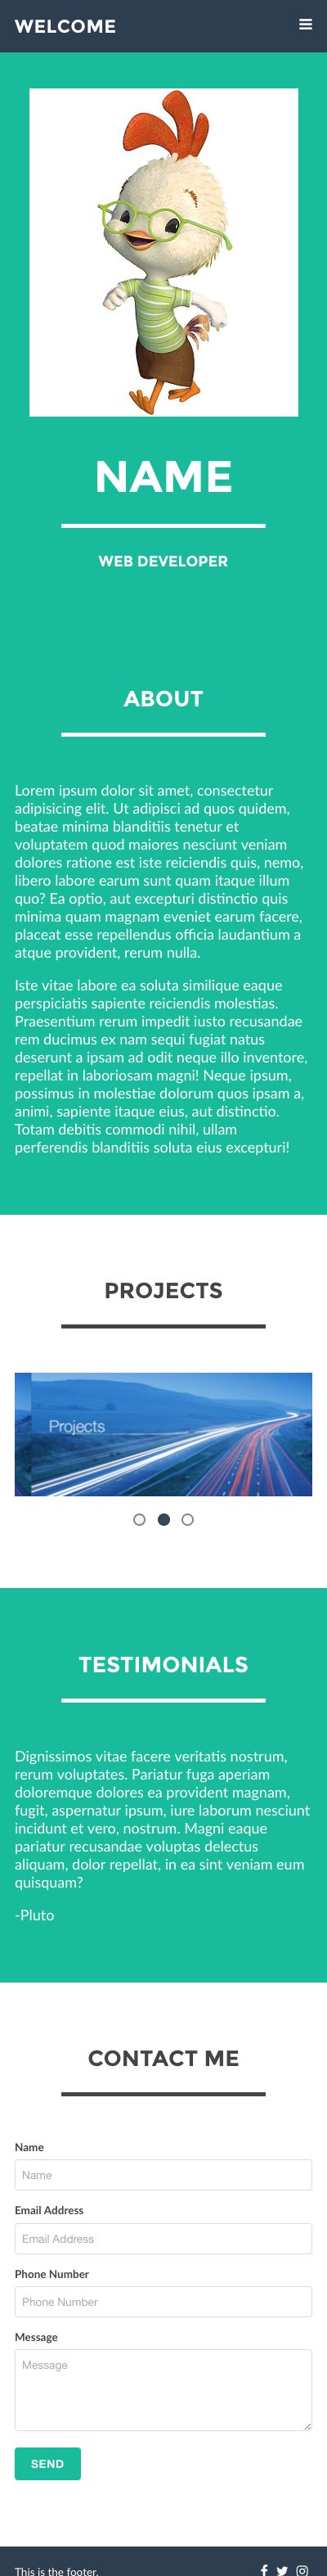 WELCOME
NAME
WEB DEVELOPER
ABOUT
Lorem ipsum dolor sit amet, consectetur
adipisicing elit. Ut adipisci ad quos quidem,
beatae minima blanditiis tenetur et
voluptatem quod maiores nesciunt veniam
dolores ratione est iste reiciendis quis, nemo,
libero labore earum sunt quam itaque illum
quo? Ea optio, aut excepturi distinctio quis
minima quam magnam eveniet earum facere,
placeat esse repellendus officia laudantium a
atque provident, rerum nulla.
Iste vitae labore ea soluta similique eaque
perspiciatis sapiente reiciendis molestias.
Praesentium rerum impedit iusto recusandae
rem ducimus ex nam sequi fugiat natus
deserunt a ipsam ad odit neque illo inventore,
repellat in laboriosam magni! Neque ipsum,
possimus in molestiae dolorum quos ipsam a,
animi, sapiente itaque eius, aut distinctio.
Totam debitis commodi nihil, ullam
perferendis blanditiis soluta eius excepturi!
PROJECTS
Projects
TESTIMONIALS
Dignissimos vitae facere veritatis nostrum,
rerum voluptates. Pariatur fuga aperiam
doloremque dolores ea provident magnam,
fugit, aspernatur ipsum, iure laborum nesciunt
incidunt et vero, nostrum. Magni eaque
pariatur recusandae voluptas delectus
aliquam, dolor repellat, in ea sint veniam eum
quisquam?
-Pluto
CONTACT ME
Name
Name
Email Address
Email Address
Phone Number
Phone Number
Message
Message
SEND
This is the footer.